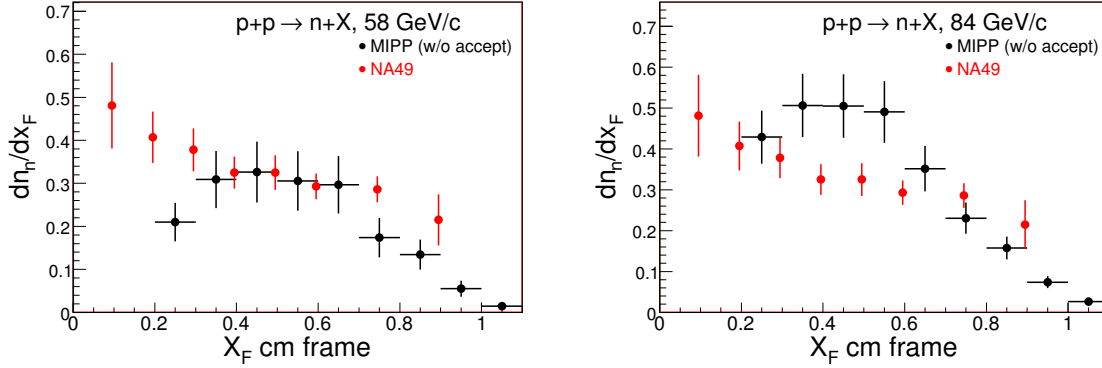 p+p → n+X, 58 GeV/c
MIPP (w/o accept)
NA49
dn_n/dx_F
0.7
0.6
0.5
0.4
0.3
0.2
0.1
0
0 0.2 0.4 0.6 0.8 1
X_F cm frame
p+p → n+X, 84 GeV/c
MIPP (w/o accept)
NA49
dn_n/dx_F
0.7
0.6
0.5
0.4
0.3
0.2
0.1
0
0 0.2 0.4 0.6 0.8 1
X_F cm frame